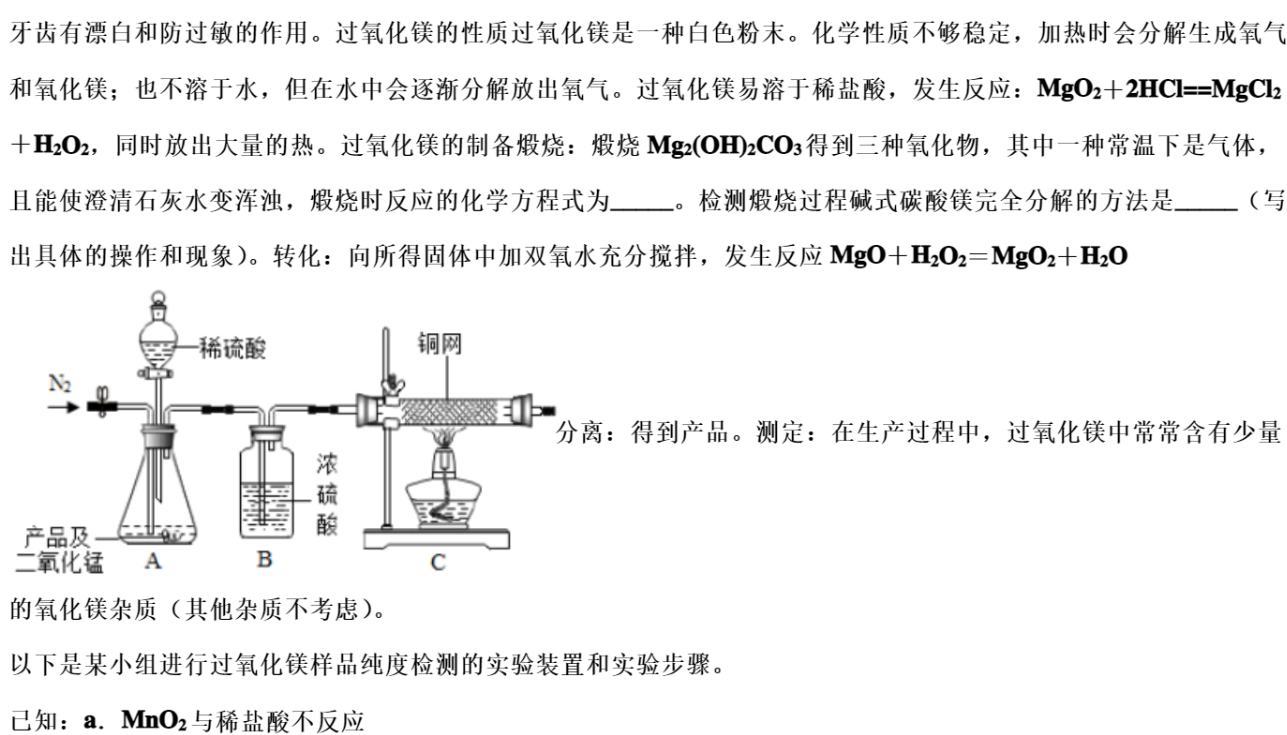 牙齿有漂白和防过敏的作用。过氧化镁的性质过氧化镁是一种白色粉末。化学性质不够稳定，加热时会分解生成氧气
和氧化镁；也不溶于水，但在水中会逐渐分解放出氧气。过氧化镁易溶于稀盐酸，发生反应：MgO₂＋2HCl==MgCl₂
＋H₂O₂，同时放出大量的热。过氧化镁的制备煅烧：煅烧 Mg₂(OH)₂CO₃得到三种氧化物，其中一种常温下是气体，
且能使澄清石灰水变浑浊，煅烧时反应的化学方程式为_____。检测煅烧过程碱式碳酸镁完全分解的方法是_____（写
出具体的操作和现象）。转化：向所得固体中加双氧水充分搅拌，发生反应 MgO＋H₂O₂＝MgO₂＋H₂O
稀硫酸
铜网
N₂
浓硫酸
产品及二氧化锰
A
B
C
分离：得到产品。测定：在生产过程中，过氧化镁中常常含有少量
的氧化镁杂质（其他杂质不考虑）。
以下是某小组进行过氧化镁样品纯度检测的实验装置和实验步骤。
已知：a．MnO₂与稀盐酸不反应